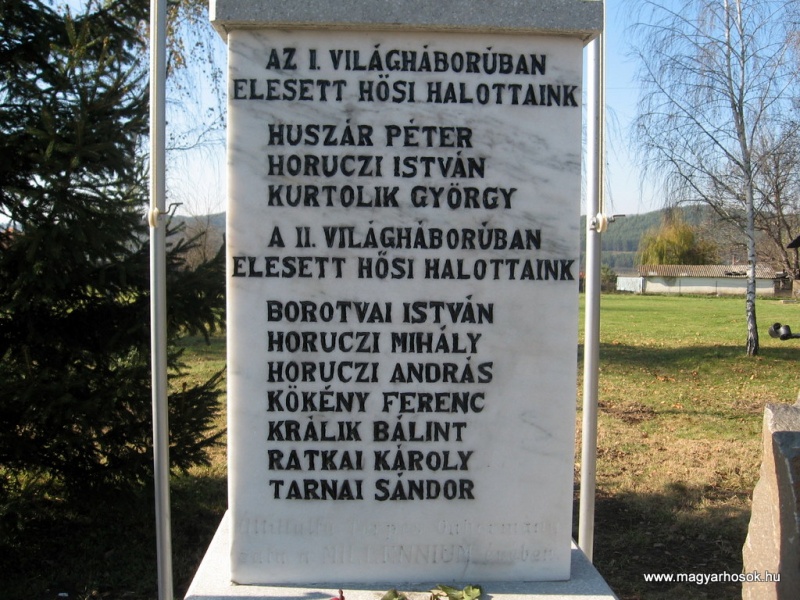 AZ I. VILÁGHÁBORÚBAN
ELESETT HŐSI HALOTTAINK
HUSZÁR PÉTER
HORUCZI ISTVÁN
KURTOLIK GYÖRGY
A II. VILÁGHÁBORÚBAN
ELESETT HŐSI HALOTTAINK
BOROTVAI ISTVÁN
HORUCZI MIHÁLY
HORUCZI ANDRÁS
KÖKÉNY FERENC
KRÁLIK BÁLINT
RATKAI KÁROLY
TARNAI SÁNDOR
a MILLENNIUM
www.magyarhosok.hu